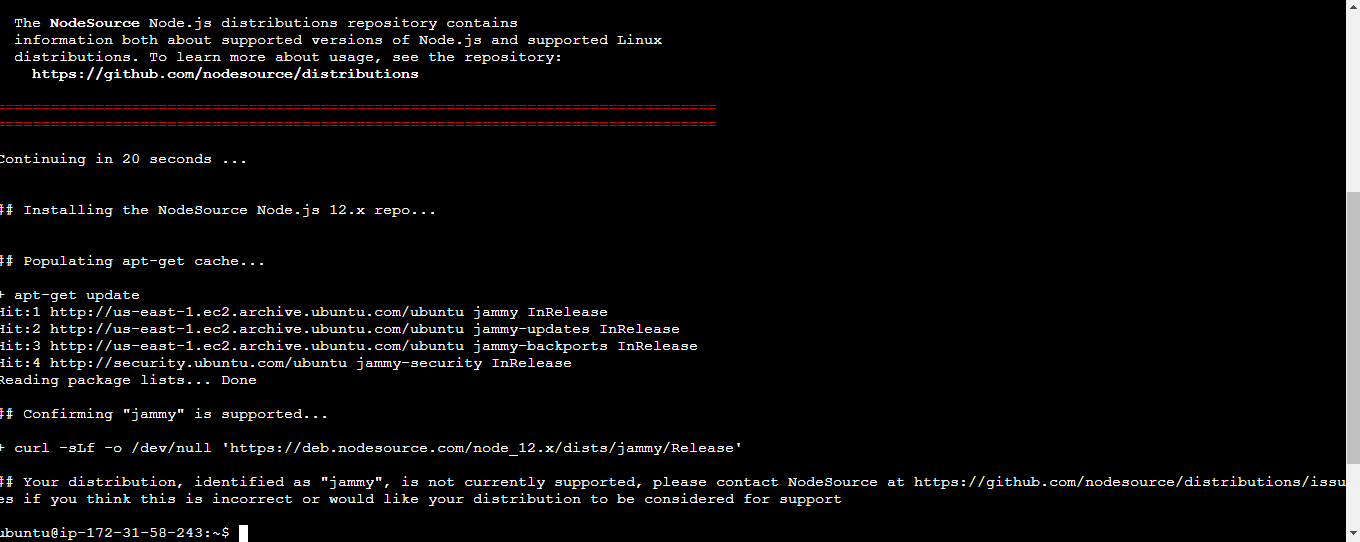 The NodeSource Node.js distributions repository contains
information both about supported versions of Node.js and supported Linux
distributions. To learn more about usage, see the repository:
https://github.com/nodesource/distributions
================================================================================
================================================================================
Continuing in 20 seconds ...
## Installing the NodeSource Node.js 12.x repo...
## Populating apt-get cache...
+ apt-get update
Hit:1 http://us-east-1.ec2.archive.ubuntu.com/ubuntu jammy InRelease
Hit:2 http://us-east-1.ec2.archive.ubuntu.com/ubuntu jammy-updates InRelease
Hit:3 http://us-east-1.ec2.archive.ubuntu.com/ubuntu jammy-backports InRelease
Hit:4 http://security.ubuntu.com/ubuntu jammy-security InRelease
Reading package lists... Done
## Confirming "jammy" is supported...
+ curl -sLf -o /dev/null 'https://deb.nodesource.com/node_12.x/dists/jammy/Release'
## Your distribution, identified as "jammy", is not currently supported, please contact NodeSource at https://github.com/nodesource/distributions/issu
es if you think this is incorrect or would like your distribution to be considered for support
ubuntu@ip-172-31-58-243:~$